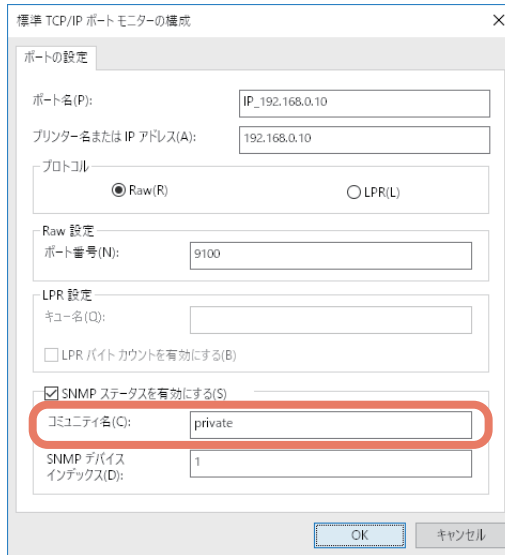 標準 TCP/IP ポート モニターの構成
ポートの設定
ポート名(P): IP_192.168.0.10
プリンター名または IP アドレス(A): 192.168.0.10
プロトコル
Raw(R) LPR(L)
Raw 設定
ポート番号(N): 9100
LPR 設定
キュー名(Q):
LPR バイト カウントを有効にする(B)
SNMP ステータスを有効にする(S)
コミュニティ名(C): private
SNMP デバイス
インデックス(D): 1
OK キャンセル